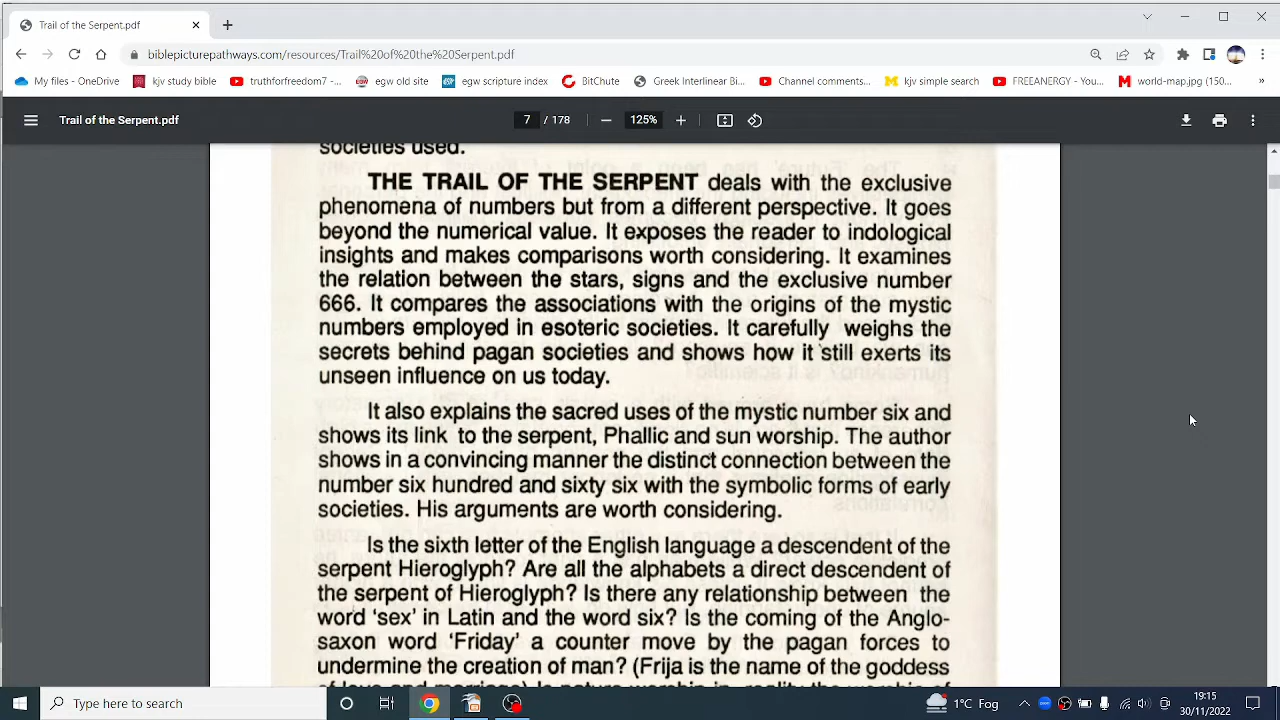 Trail of the Serpent.pdf
biblepicturepathways.com/resources/Trail%20of%20the%20Serpent.pdf
My files - OneDrive kjv study bible truthforfreedom7 -... egw old site egw scripture index BitChute Greek Interlinear Bi... Channel comments... kjv simple search FREEANERGY - You... world-map.jpg (150...
Trail of the Serpent.pdf 7 / 178 125%
societies used.
THE TRAIL OF THE SERPENT deals with the exclusive
phenomena of numbers but from a different perspective. It goes
beyond the numerical value. It exposes the reader to indological
insights and makes comparisons worth considering. It examines
the relation between the stars, signs and the exclusive number
666. It compares the associations with the origins of the mystic
numbers employed in esoteric societies. It carefully weighs the
secrets behind pagan societies and shows how it still exerts its
unseen influence on us today.
It also explains the sacred uses of the mystic number six and
shows its link to the serpent, Phallic and sun worship. The author
shows in a convincing manner the distinct connection between the
number six hundred and sixty six with the symbolic forms of early
societies. His arguments are worth considering.
Is the sixth letter of the English language a descendent of the
serpent Hieroglyph? Are all the alphabets a direct descendent of
the serpent of Hieroglyph? Is there any relationship between the
word 'sex' in Latin and the word six? Is the coming of the Anglo-
saxon word 'Friday' a counter move by the pagan forces to
undermine the creation of man? (Frija is the name of the goddess
of love and marriage) Is nature worship in reality the worship of
Type here to search
1°C Fog
19:15
30/11/2022